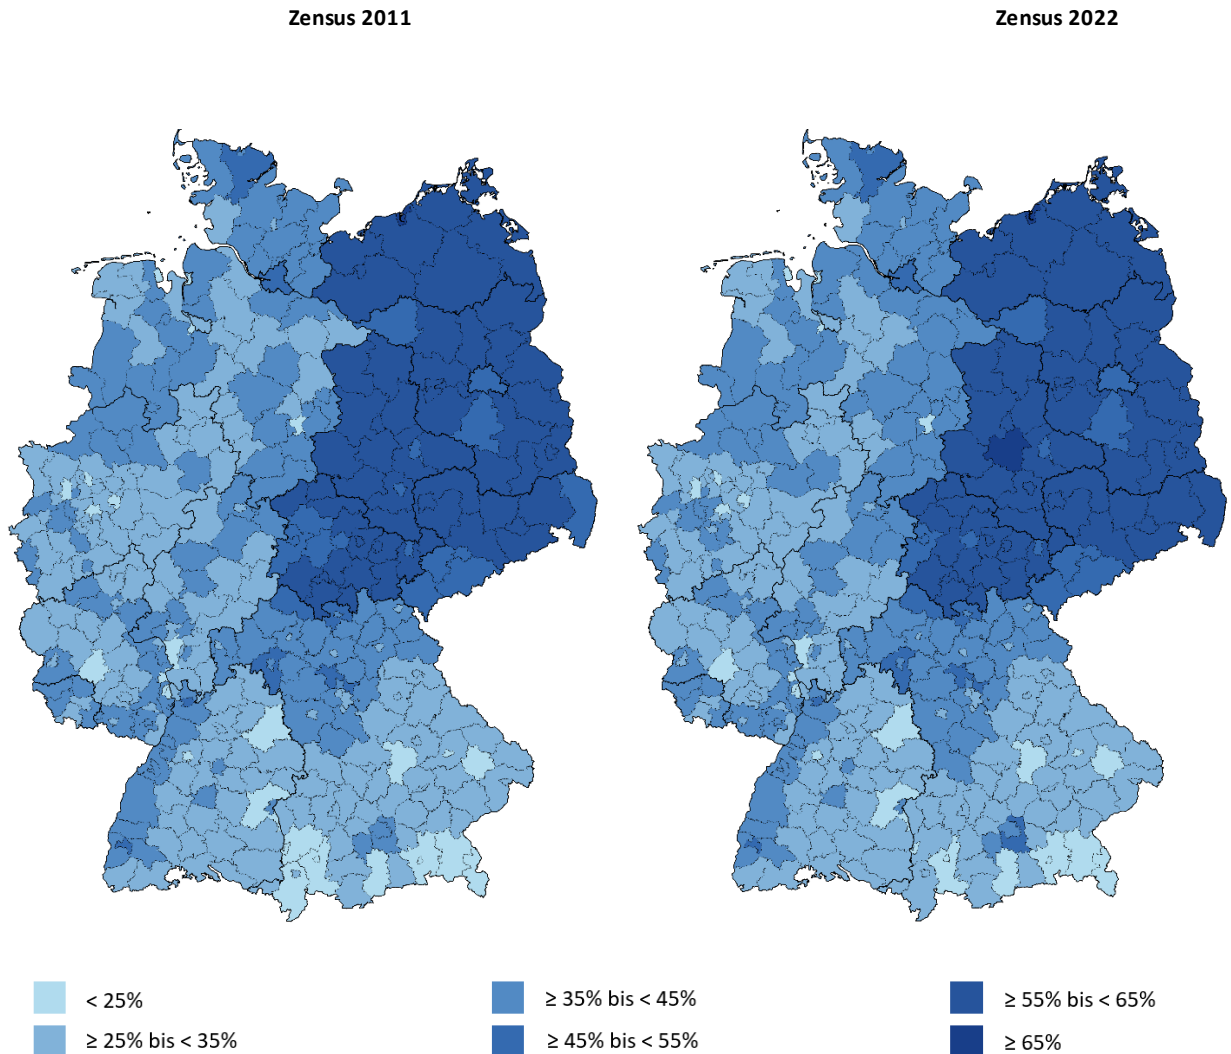 Zensus 2011
Zensus 2022
< 25%
≥ 35% bis < 45%
≥ 55% bis < 65%
≥ 25% bis < 35%
≥ 45% bis < 55%
≥ 65%